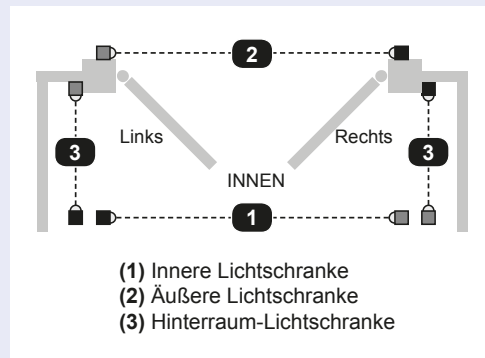 2
Links
Rechts
3
3
INNEN
1
(1) Innere Lichtschranke
(2) Äußere Lichtschranke
(3) Hinterraum-Lichtschranke